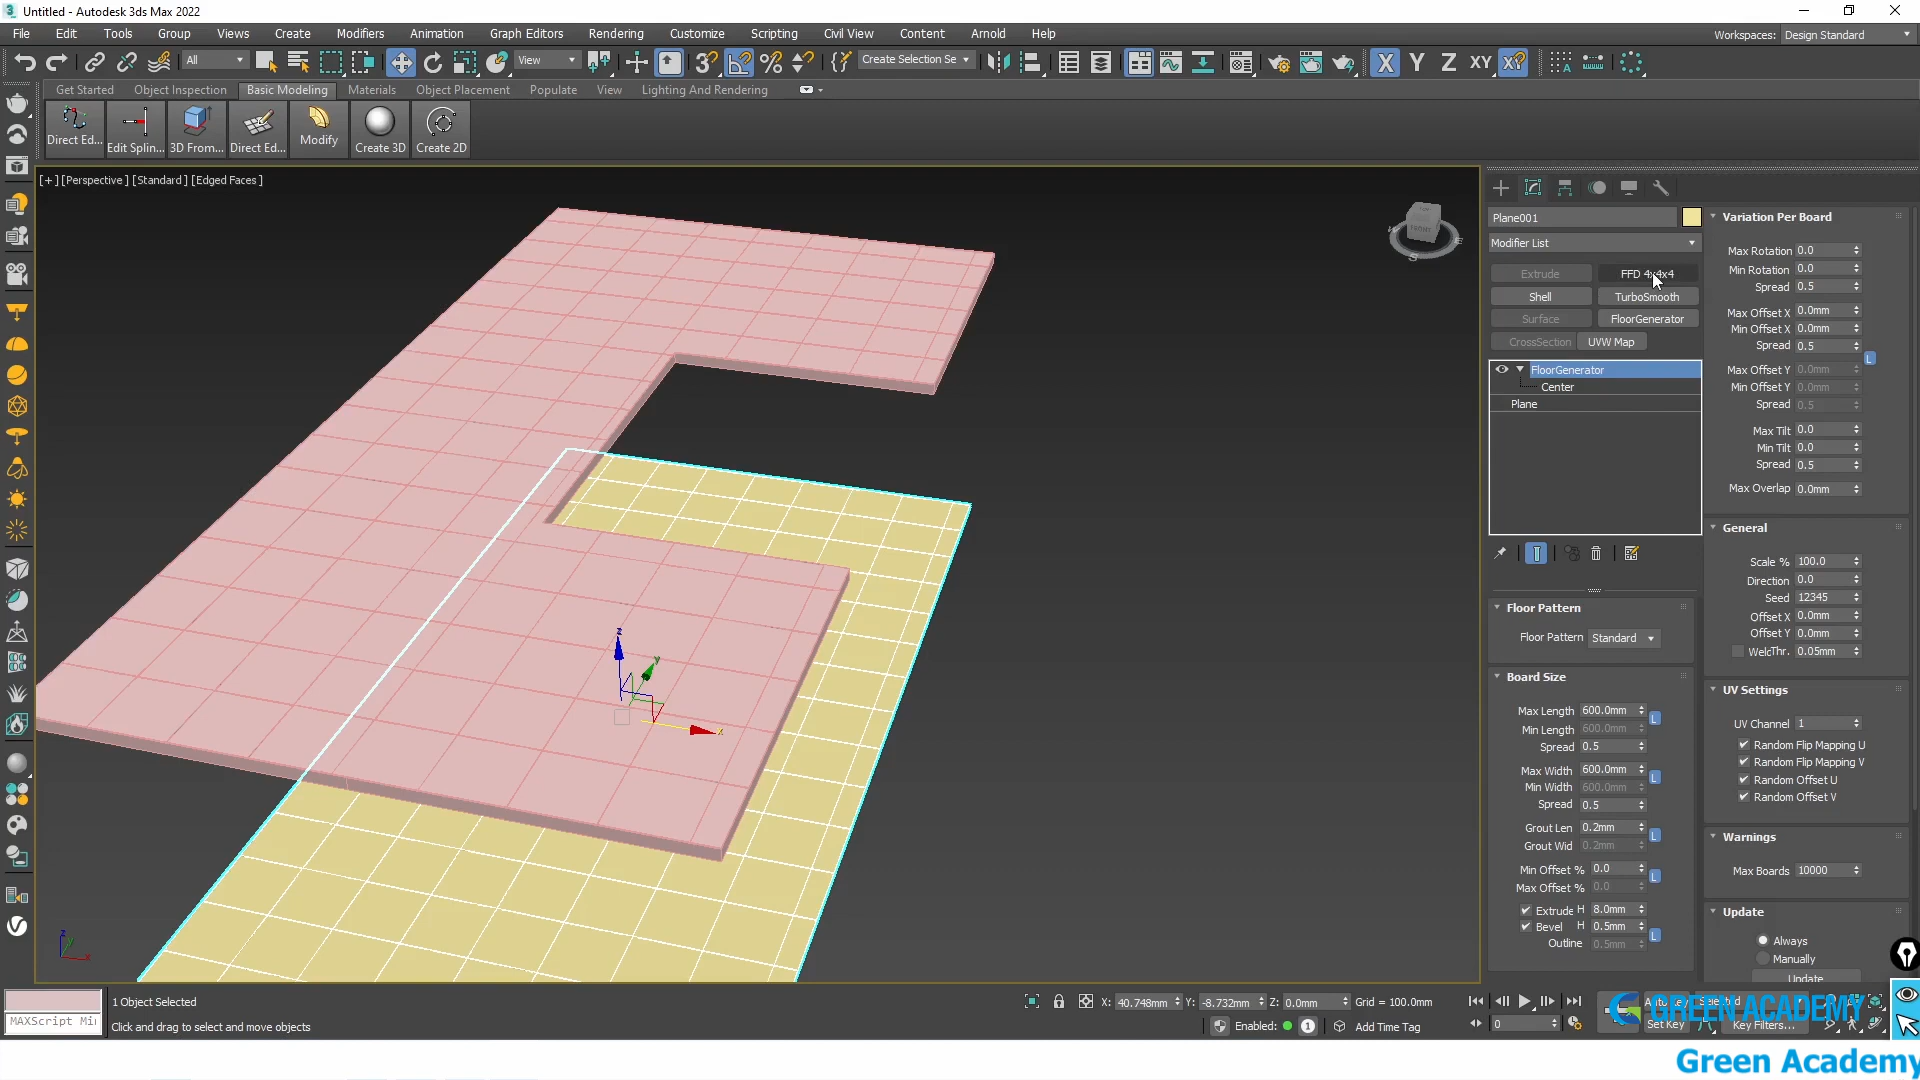 Untitled - Autodesk 3ds Max 2022
File Edit Tools Group Views Create Modifiers Animation Graph Editors Rendering Customize Scripting Civil View Content Arnold Help
Workspaces: Design Standard
All View Create Selection Se X Y Z XY
Get Started Object Inspection Basic Modeling Materials Object Placement Populate View Lighting And Rendering
Direct Ed... Edit Splin... 3D From... Direct Ed... Modify Create 3D Create 2D
[+] [Perspective] [Standard] [Edged Faces]
Plane001
Modifier List
Extrude FFD 4x4x4
Shell TurboSmooth
Surface FloorGenerator
CrossSection UVW Map
FloorGenerator
Center
Plane
Floor Pattern
Floor Pattern Standard
Board Size
Max Length 600.0mm
Min Length 600.0mm
Spread 0.5
Max Width 600.0mm
Min Width 600.0mm
Spread 0.5
Grout Len 0.2mm
Grout Wid 0.2mm
Min Offset % 0.0
Max Offset % 0.0
Extrude H 8.0mm
Bevel H 0.5mm
Outline 0.5mm
L
L
L
L
L
Variation Per Board
Max Rotation 0.0
Min Rotation 0.0
Spread 0.5
Max Offset X 0.0mm
Min Offset X 0.0mm
Spread 0.5
L
Max Offset Y 0.0mm
Min Offset Y 0.0mm
Spread 0.5
Max Tilt 0.0
Min Tilt 0.0
Spread 0.5
Max Overlap 0.0mm
General
Scale % 100.0
Direction 0.0
Seed 12345
Offset X 0.0mm
Offset Y 0.0mm
WeldThr. 0.05mm
UV Settings
UV Channel 1
Random Flip Mapping U
Random Flip Mapping V
Random Offset U
Random Offset V
Warnings
Max Boards 10000
Update
Always
Manually
Update
FRONT
S
z
y
x
1 Object Selected
Click and drag to select and move objects
MAXScript Mi
X: 40.748mm Y: -8.732mm Z: 0.0mm Grid = 100.0mm
Enabled: 1 Add Time Tag
0
Auto Key Selected
Set Key Key Filters...
GREEN ACADEMY
Green Academy